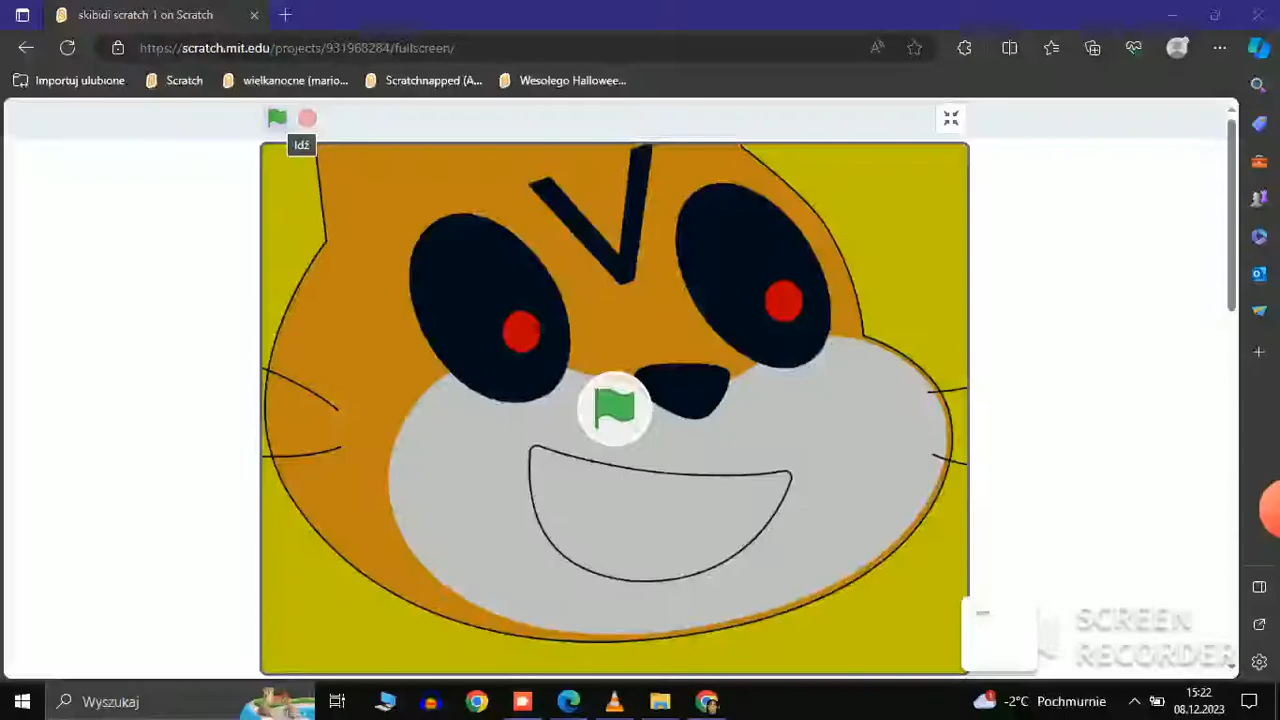 skibidi scratch 1 on Scratch
https://scratch.mit.edu/projects/931968284/fullscreen/
Importuj ulubione
Scratch
wielkanocne (mario...
Scratchnapped (A...
Wesołego Hallowee...
Idź
SCREEN
RECORDER
Wyszukaj
-2°C Pochmurnie
15:22
08.12.2023